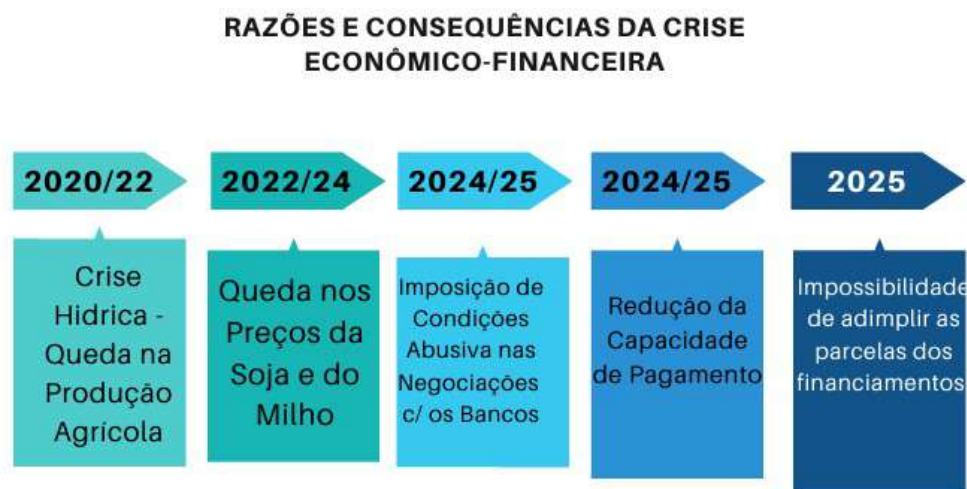 RAZÕES E CONSEQUÊNCIAS DA CRISE
ECONÔMICO-FINANCEIRA
2020/22
2022/24
2024/25
2024/25
2025
Crise
Hidrica -
Queda na
Produção
Agrícola
Queda nos
Preços da
Soja e do
Milho
Imposição de
Condições
Abusiva nas
Negociações
c/ os Bancos
Redução da
Capacidade
de Pagamento
Impossibilidade
de adimplir as
parcelas dos
financiamentos